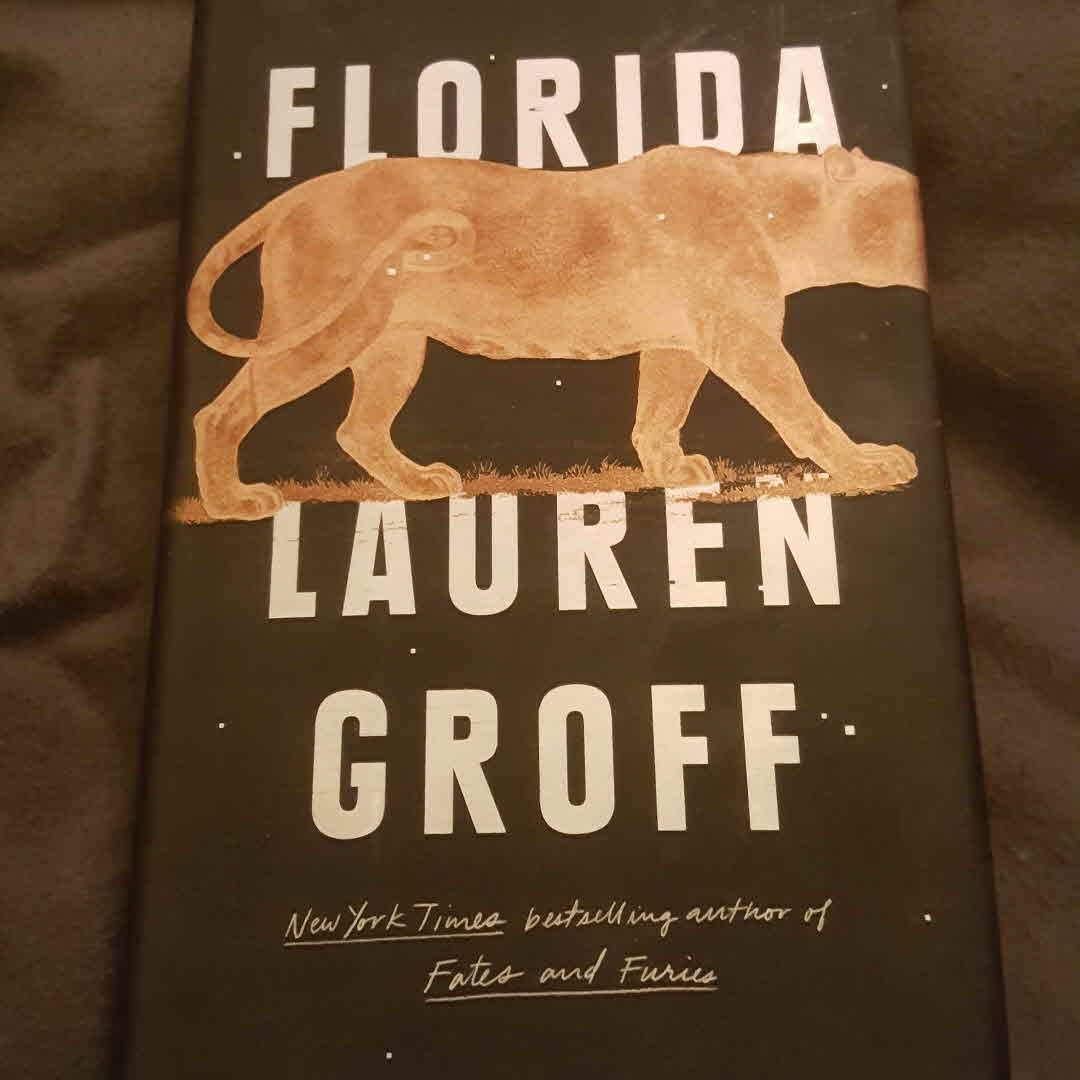 FLORIDA
LAUREN
GROFF
New York Times bestselling author of
Fates and Furies